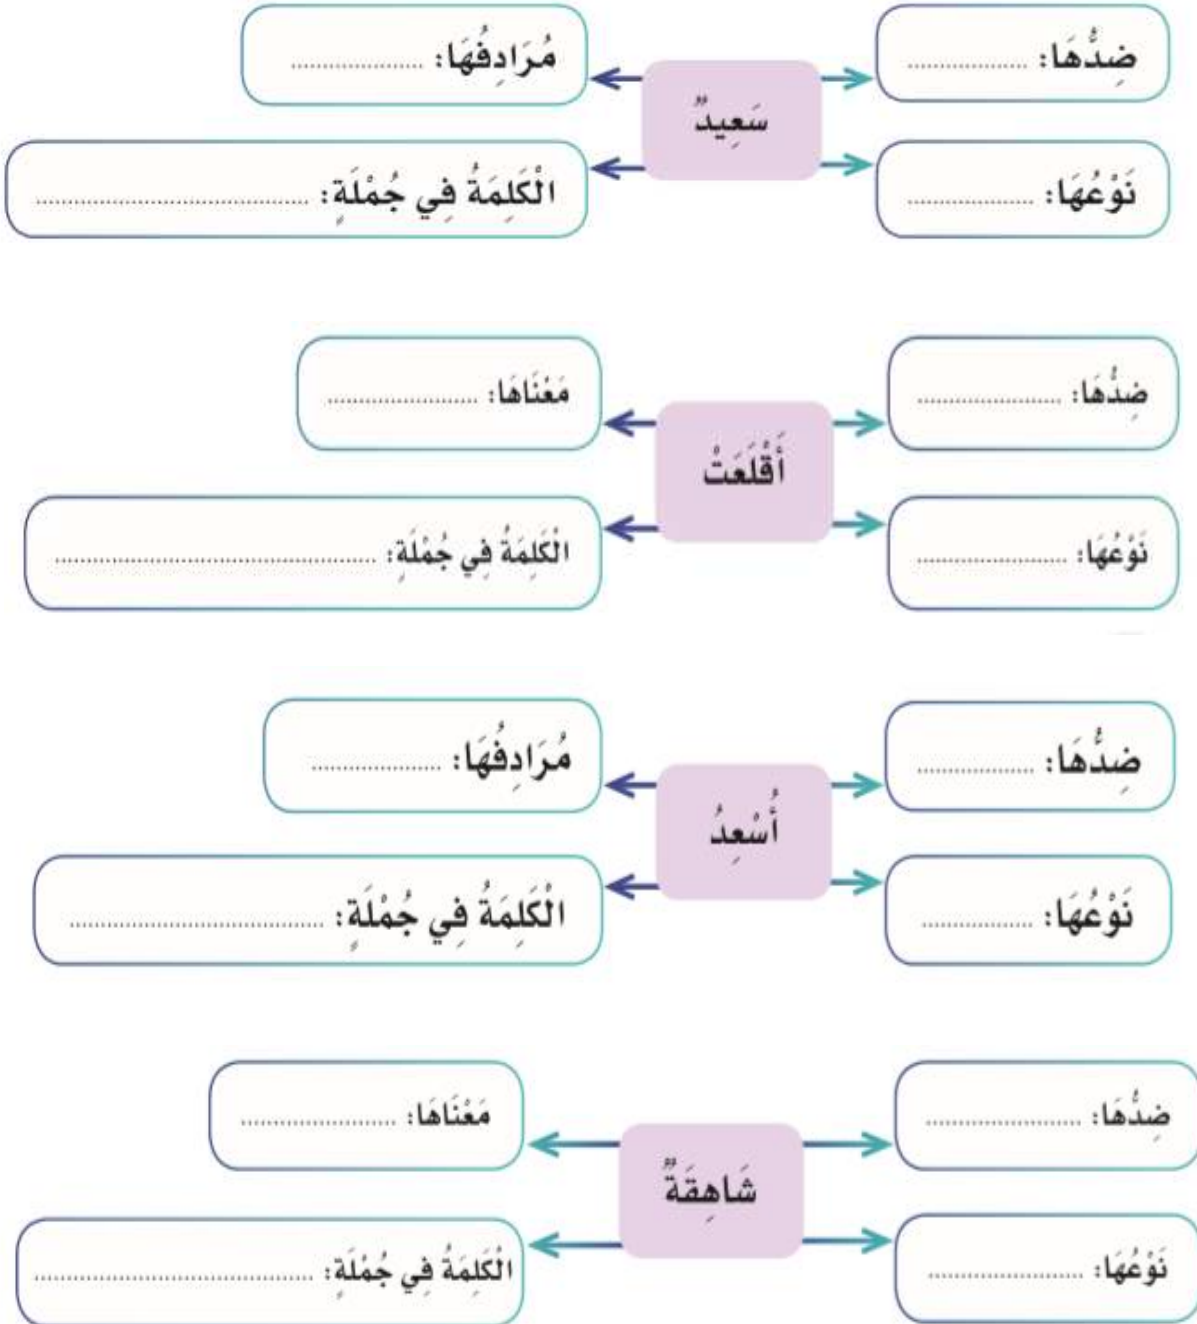 ضِدُّهَا: ...................
مُرَادِفُهَا: .....................
سَعِيدٌ
نَوْعُهَا: ....................
الْكَلِمَةُ فِي جُمْلَةٍ: ...........................................
ضِدُّهَا: .......................
مَعْنَاهَا: ........................
أَقْلَعَتْ
نَوْعُهَا: ........................
الْكَلِمَةُ فِي جُمْلَةٍ: ...................................................
ضِدُّهَا: ...................
مُرَادِفُهَا: .....................
أُسْعِدُ
نَوْعُهَا: ..................
الْكَلِمَةُ فِي جُمْلَةٍ: .........................................
ضِدُّهَا: .........................
مَعْنَاهَا: .........................
شَاهِقَةٌ
نَوْعُهَا: .........................
الْكَلِمَةُ فِي جُمْلَةٍ: .............................................